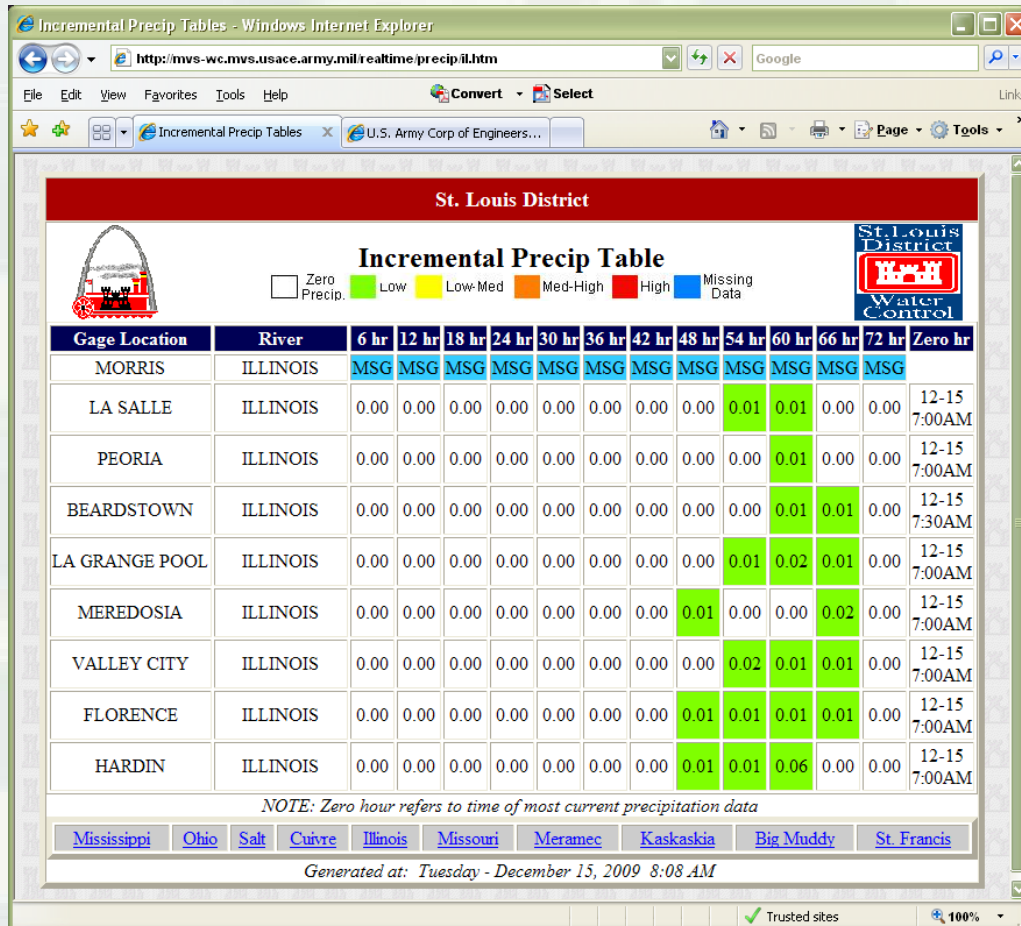 Incremental Precip Tables - Windows Internet Explorer
http://mvs-wc.mvs.usace.army.mil/realtime/precip/il.htm Google
File Edit View Favorites Tools Help Convert Select Link
Incremental Precip Tables X U.S. Army Corp of Engineers... Page Tools
St. Louis District
Incremental Precip Table
Zero Precip. Low Low-Med Med-High High Missing Data
St.Louis
District
Water
Control
Gage Location River 6 hr 12 hr 18 hr 24 hr 30 hr 36 hr 42 hr 48 hr 54 hr 60 hr 66 hr 72 hr Zero hr
MORRIS ILLINOIS MSG MSG MSG MSG MSG MSG MSG MSG MSG MSG MSG MSG
LA SALLE ILLINOIS 0.00 0.00 0.00 0.00 0.00 0.00 0.00 0.00 0.01 0.01 0.00 0.00 12-15 7:00AM
PEORIA ILLINOIS 0.00 0.00 0.00 0.00 0.00 0.00 0.00 0.00 0.00 0.01 0.00 0.00 12-15 7:00AM
BEARDSTOWN ILLINOIS 0.00 0.00 0.00 0.00 0.00 0.00 0.00 0.00 0.00 0.01 0.01 0.00 12-15 7:30AM
LA GRANGE POOL ILLINOIS 0.00 0.00 0.00 0.00 0.00 0.00 0.00 0.00 0.01 0.02 0.01 0.00 12-15 7:00AM
MEREDOSIA ILLINOIS 0.00 0.00 0.00 0.00 0.00 0.00 0.00 0.01 0.00 0.00 0.02 0.00 12-15 7:00AM
VALLEY CITY ILLINOIS 0.00 0.00 0.00 0.00 0.00 0.00 0.00 0.00 0.02 0.01 0.01 0.00 12-15 7:00AM
FLORENCE ILLINOIS 0.00 0.00 0.00 0.00 0.00 0.00 0.00 0.01 0.01 0.01 0.01 0.00 12-15 7:00AM
HARDIN ILLINOIS 0.00 0.00 0.00 0.00 0.00 0.00 0.00 0.01 0.01 0.06 0.00 0.00 12-15 7:00AM
NOTE: Zero hour refers to time of most current precipitation data
Mississippi Ohio Salt Cuivre Illinois Missouri Meramec Kaskaskia Big Muddy St. Francis
Generated at: Tuesday - December 15, 2009 8:08 AM
Trusted sites 100%